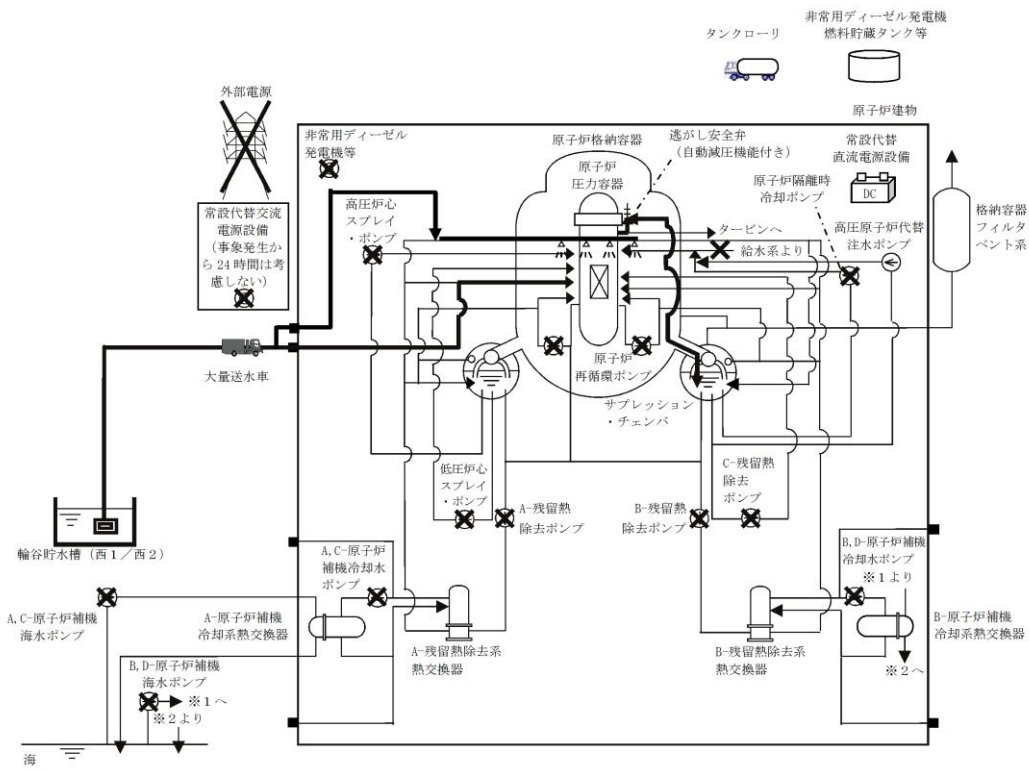 タンクローリ
非常用ディーゼル発電機
燃料貯蔵タンク等
外部電源
原子炉建物
非常用ディーゼル
発電機等
原子炉格納容器
逃がし安全弁
(自動減圧機能付き)
常設代替
直流電源設備
原子炉
圧力容器
原子炉隔離時
冷却ポンプ
DC
常設代替交流
電源設備
(事象発生か
ら24時間は考
慮しない)
高圧炉心
スプレイ
・ポンプ
タービンへ
給水系より
高圧原子炉代替
注水ポンプ
格納容器
フィルタ
ベント系
大量送水車
原子炉
再循環ポンプ
サプレッション
・チェンバ
低圧炉心
スプレイ
・ポンプ
A-残留熱
除去ポンプ
B-残留熱
除去ポンプ
C-残留熱
除去
ポンプ
輪谷貯水槽(西1/西2)
A,C-原子炉
補機冷却水
ポンプ
B,D-原子炉補機
冷却水ポンプ
※1より
A,C-原子炉補機
海水ポンプ
A-原子炉補機
冷却系熱交換器
B-原子炉補機
冷却系熱交換器
A-残留熱除去系
熱交換器
B-残留熱除去系
熱交換器
※2へ
B,D-原子炉補機
海水ポンプ
※1へ
※2より
海